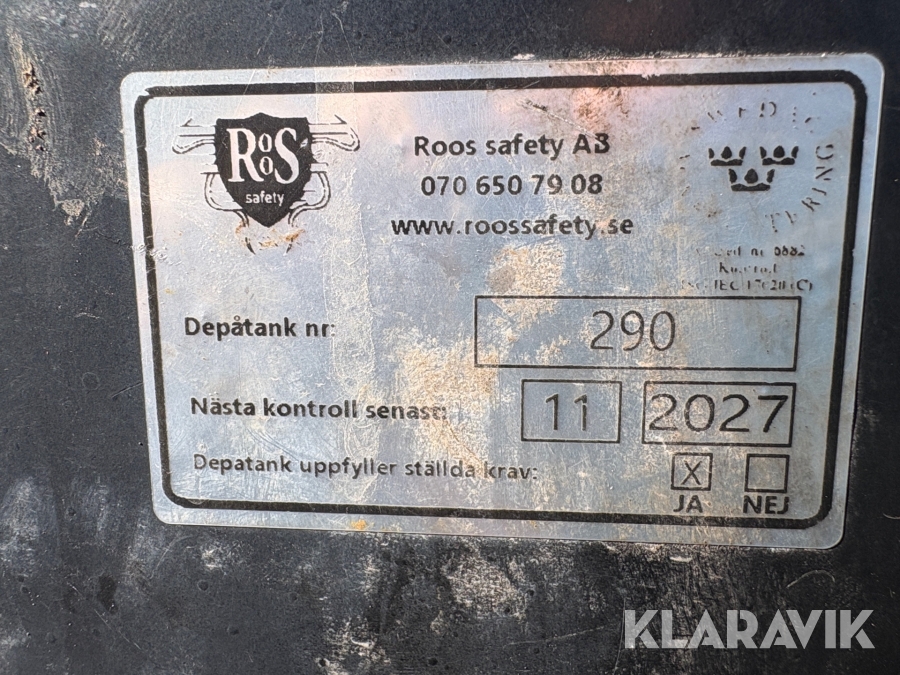 ROOS
safety
Roos safety AB
070 650 79 08
www.roossafety.se
Depåtank nr: 290
Nästa kontroll senast: 11 2027
Depatank uppfyller ställda krav: X
JA NEJ
KLARAVIK